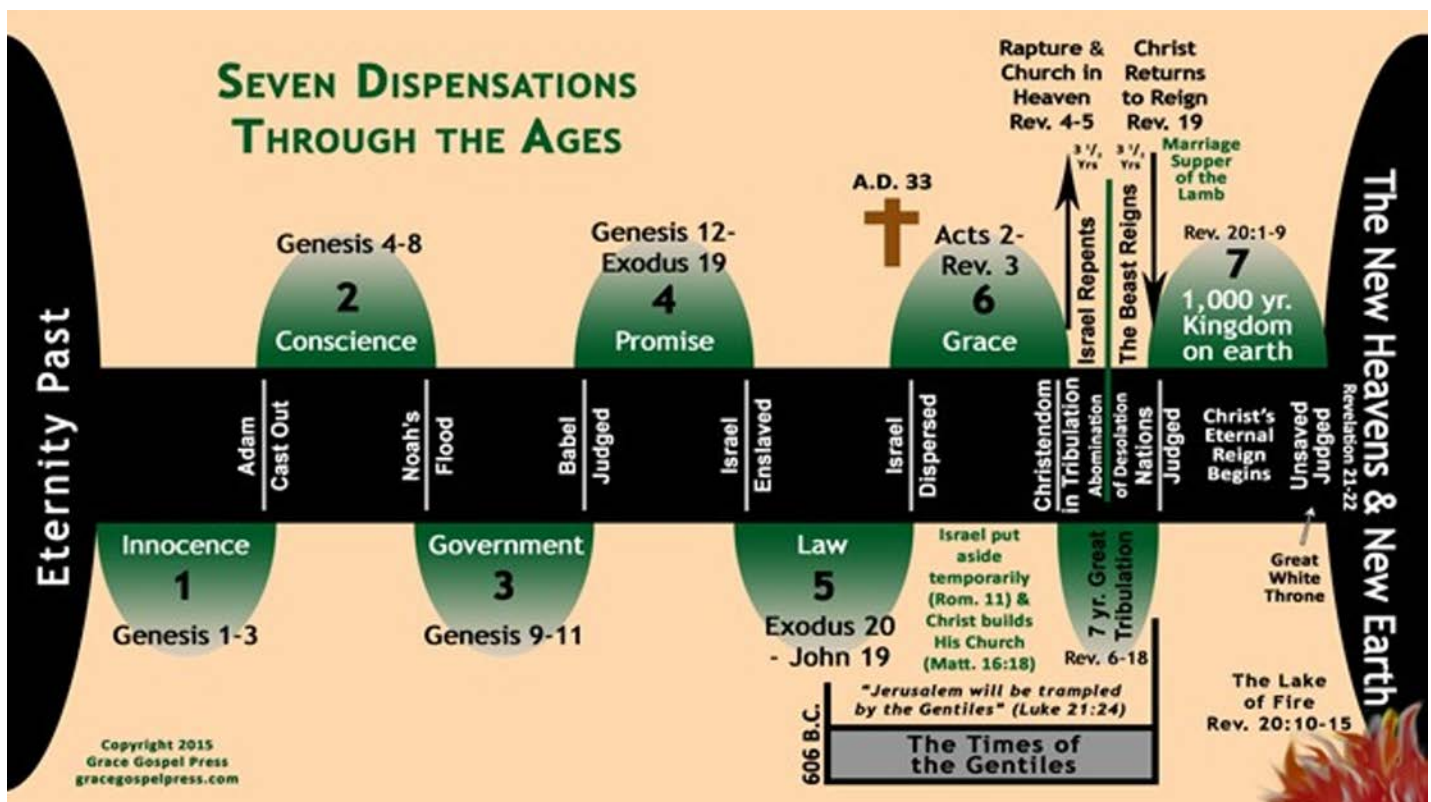 SEVEN DISPENSATIONS
THROUGH THE AGES
Rapture &
Church in
Heaven
Rev. 4-5
Christ
Returns
to Reign
Rev. 19
3 1/2
Yrs
3 1/2
Yrs
Marriage
Supper
of the
Lamb
A.D. 33
Genesis 4-8
2
Conscience
Genesis 12-
Exodus 19
4
Promise
Acts 2-
Rev. 3
6
Grace
Israel Repents
The Beast Reigns
Rev. 20:1-9
7
1,000 yr.
Kingdom
on earth
Eternity Past
Adam
Cast Out
Noah's
Flood
Babel
Judged
Israel
Enslaved
Israel
Dispersed
Christendom
in Tribulation
Abomination
of Desolation
Nations
Judged
Christ's
Eternal
Reign
Begins
Unsaved
Judged
Revelation 21-22
The New Heavens & New Earth
Innocence
1
Genesis 1-3
Government
3
Genesis 9-11
Law
5
Exodus 20
- John 19
Israel put
aside
temporarily
(Rom. 11) &
Christ builds
His Church
(Matt. 16:18)
7 yr. Great
Tribulation
Rev. 6-18
Great
White
Throne
The Lake
of Fire
Rev. 20:10-15
606 B.C.
"Jerusalem will be trampled
by the Gentiles" (Luke 21:24)
The Times of
the Gentiles
Copyright 2015
Grace Gospel Press
gracegospelpress.com